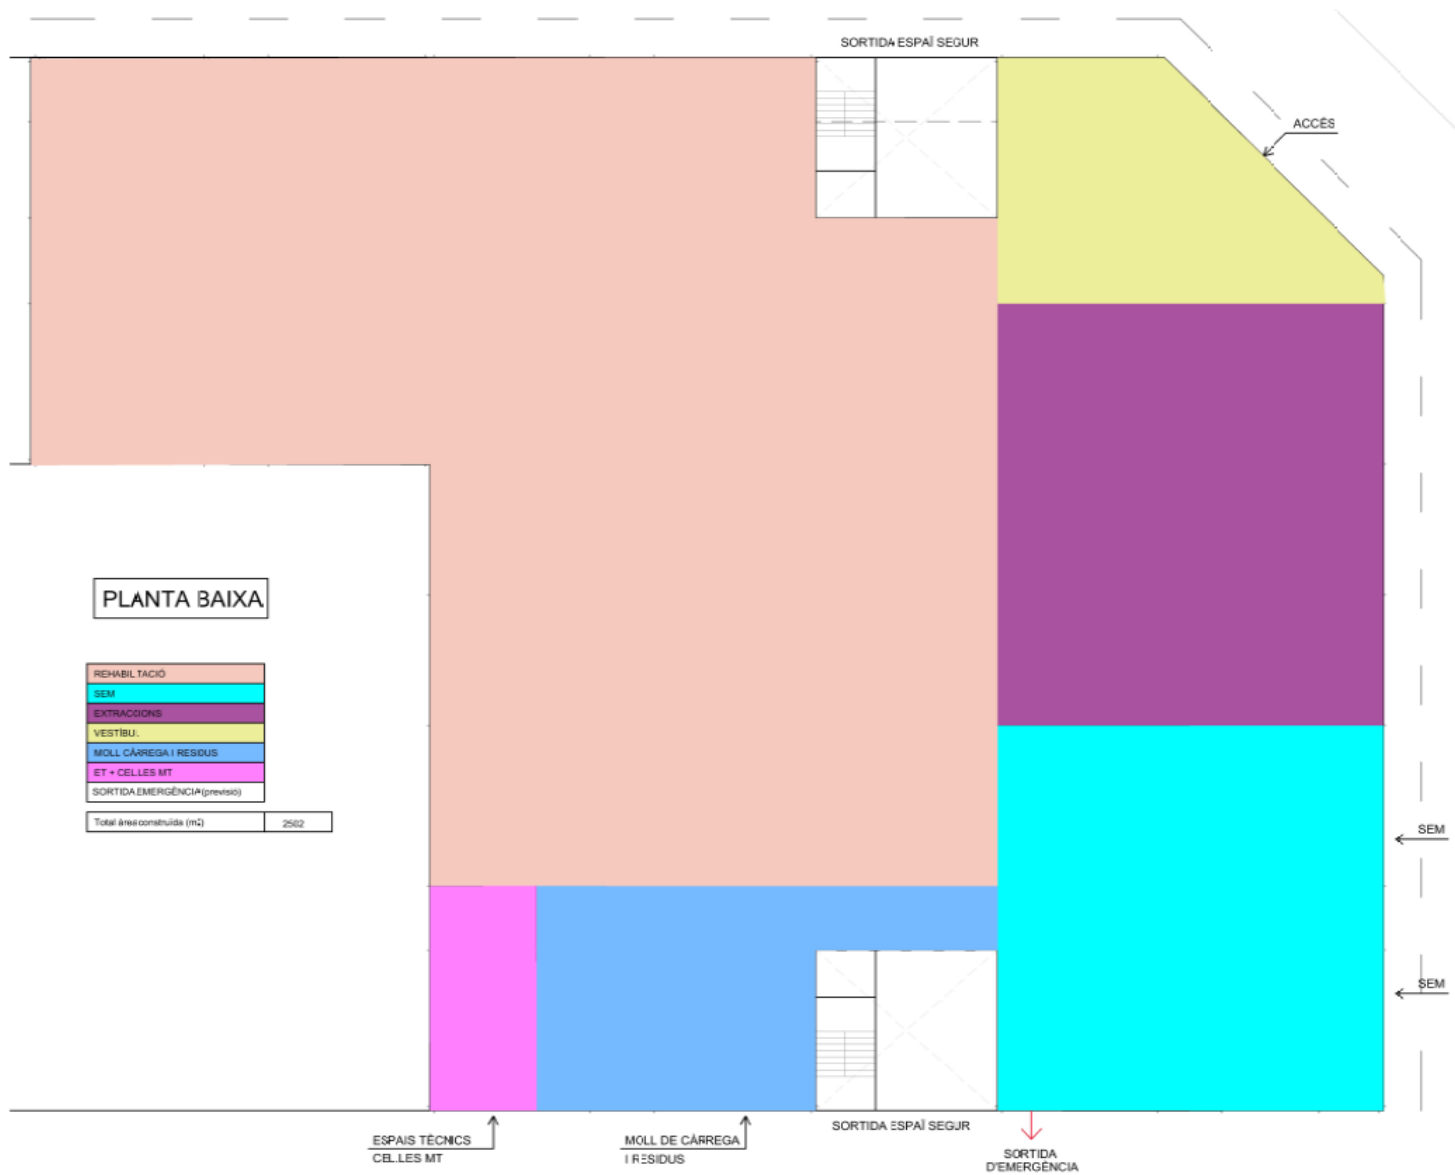 SORTIDA ESPAÏ SEGUR
ACCÉS
PLANTA BAIXA
REHABILTACIÓ
SEM
EXTRACCIONS
VESTÍBUL
MOLL CÀRREGA I RESIDUS
ET + CEL.LES MT
SORTIDA EMERGÈNCIA (previsió)
Total àrea construïda (m2) 2502
SEM
SEM
SORTIDA ESPAÏ SEGUR
ESPAIS TÈCNICS
CEL.LES MT
MOLL DE CÀRREGA
I RESIDUS
SORTIDA
D'EMERGÈNCIA